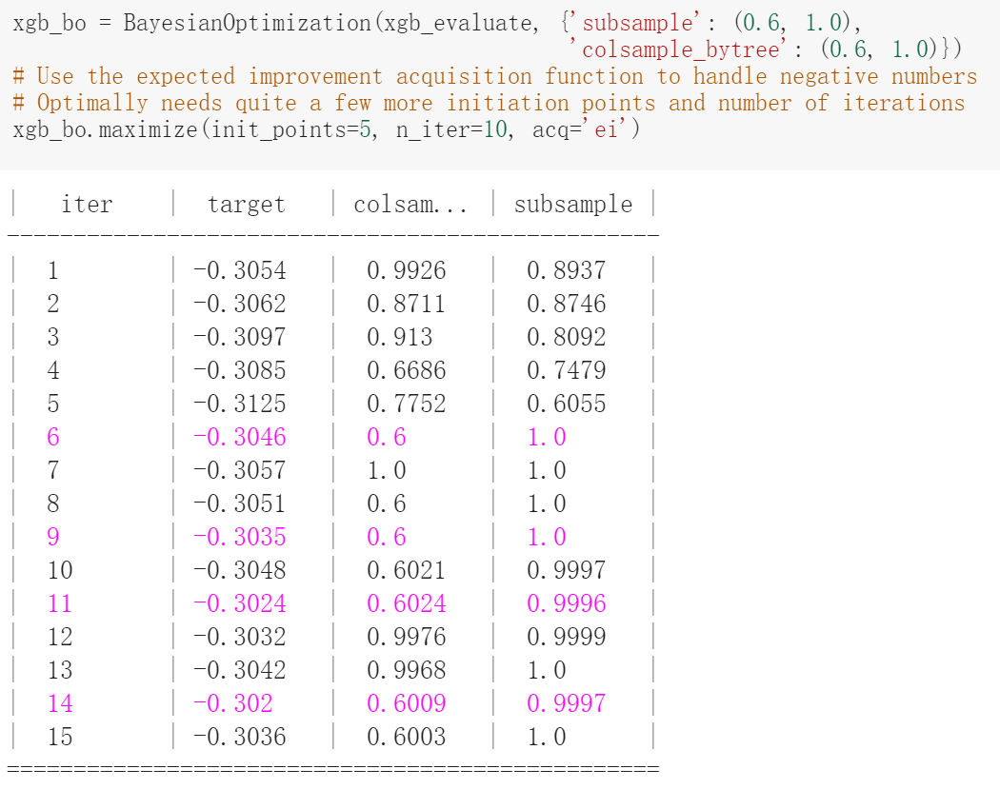 xgb_bo = BayesianOptimization(xgb_evaluate, {'subsample': (0.6, 1.0),
'colsample_bytree': (0.6, 1.0)})
# Use the expected improvement acquisition function to handle negative numbers
# Optimally needs quite a few more initiation points and number of iterations
xgb_bo.maximize(init_points=5, n_iter=10, acq='ei')
| iter | target | colsam... | subsample |
-------------------------------------------------
| 1 | -0.3054 | 0.9926 | 0.8937 |
| 2 | -0.3062 | 0.8711 | 0.8746 |
| 3 | -0.3097 | 0.913 | 0.8092 |
| 4 | -0.3085 | 0.6686 | 0.7479 |
| 5 | -0.3125 | 0.7752 | 0.6055 |
| 6 | -0.3046 | 0.6 | 1.0 |
| 7 | -0.3057 | 1.0 | 1.0 |
| 8 | -0.3051 | 0.6 | 1.0 |
| 9 | -0.3035 | 0.6 | 1.0 |
| 10 | -0.3048 | 0.6021 | 0.9997 |
| 11 | -0.3024 | 0.6024 | 0.9996 |
| 12 | -0.3032 | 0.9976 | 0.9999 |
| 13 | -0.3042 | 0.9968 | 1.0 |
| 14 | -0.302 | 0.6009 | 0.9997 |
| 15 | -0.3036 | 0.6003 | 1.0 |
=================================================